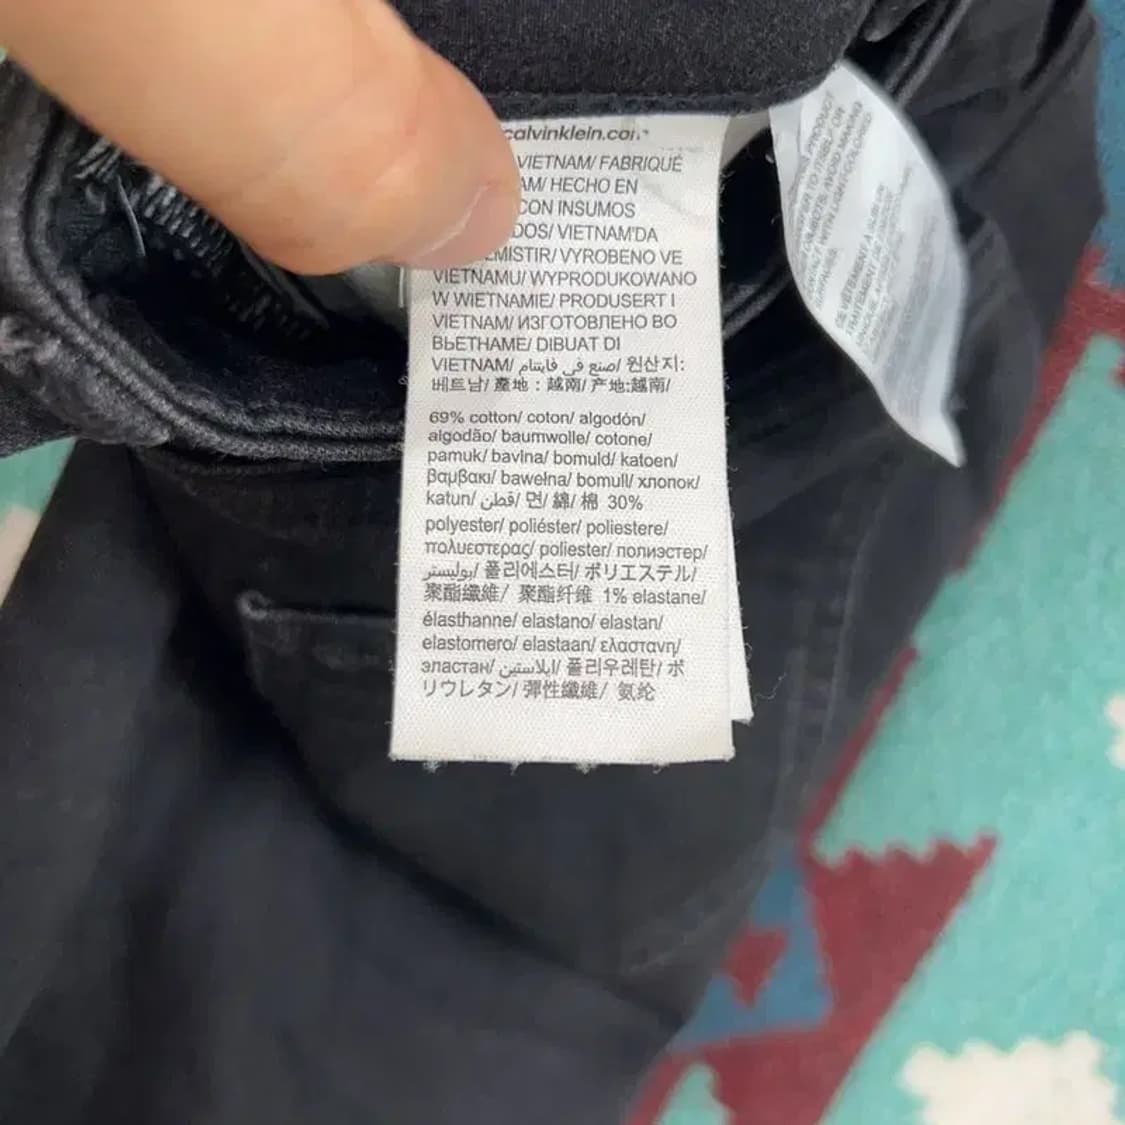 calvinklein.com
VIETNAM/ FABRIQUÉ
HECHO EN
CON INSUMOS
VIETNAM'DA
VYROBENO VE
VIETNAMU/ WYPRODUKOWANO
W WIETNAMIE/ PRODUSERT I
VIETNAM/ ИЗГОТОВЛЕНО ВО
ВЬЕТНАМЕ/ DIBUAT DI
VIETNAM/ صنع في فايتنام/ 원산지:
베트남/ 產地：越南/ 产地:越南/
69% cotton/ coton/ algodón/
algodão/ baumwolle/ cotone/
pamuk/ bavlna/ bomuld/ katoen/
βαμβακι/ bawełna/ bomull/ хлопок/
katun/ قطن/ 면/ 綿/ 棉 30%
polyester/ poliéster/ poliestere/
πολυεστερας/ poliester/ полиэстер/
بوليستر/ 폴리에스터/ ポリエステル/
聚酯纖維/ 聚酯纤维 1% elastane/
élasthanne/ elastano/ elastan/
elastomero/ elastaan/ ελαστανη/
эластан/ ايلاستين/ 폴리우레탄/ ポ
リウレタン/ 彈性纖維/ 氨纶
PRODUCT
AVOID MAKING